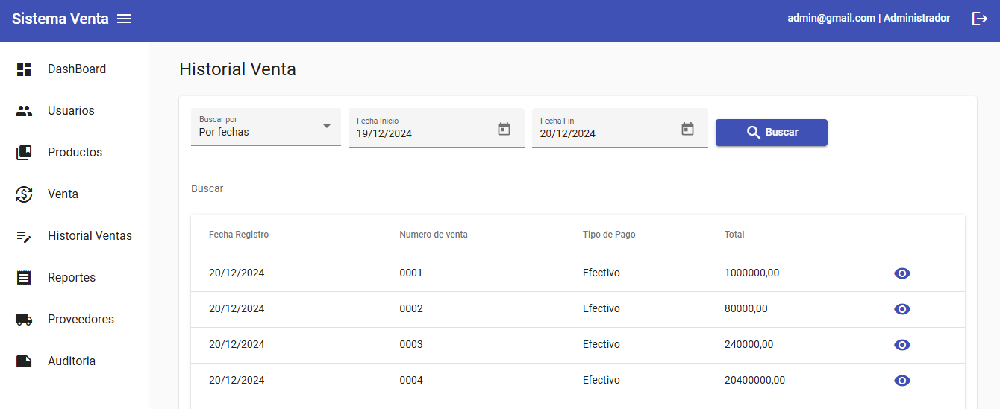 Sistema Venta
admin@gmail.com | Administrador
DashBoard
Usuarios
Productos
Venta
Historial Ventas
Reportes
Proveedores
Auditoria
Historial Venta
Buscar por
Por fechas
Fecha Inicio
19/12/2024
Fecha Fin
20/12/2024
Buscar
Buscar
Fecha Registro Numero de venta Tipo de Pago Total
20/12/2024 0001 Efectivo 1000000,00
20/12/2024 0002 Efectivo 80000,00
20/12/2024 0003 Efectivo 240000,00
20/12/2024 0004 Efectivo 20400000,00